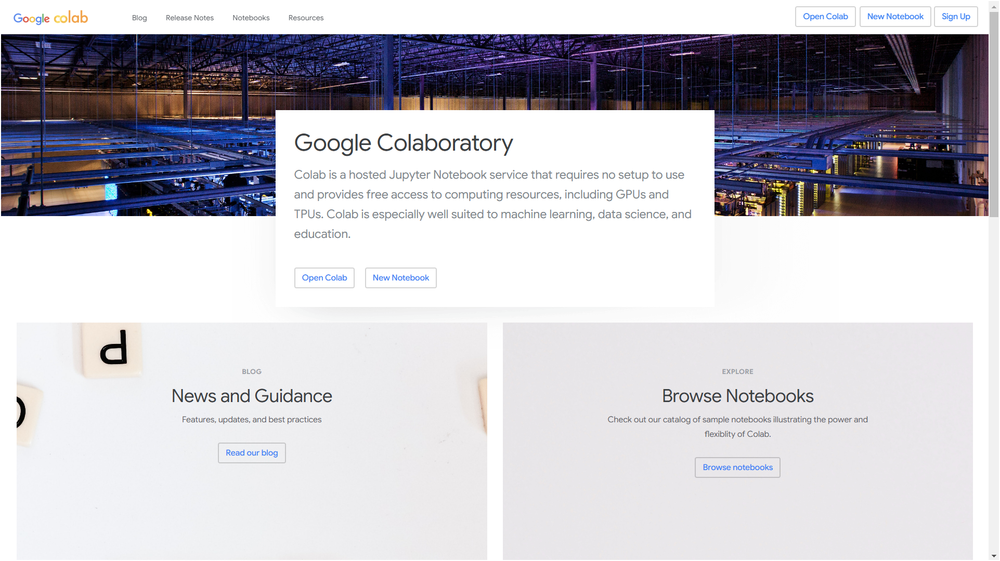 Google colab
Blog
Release Notes
Notebooks
Resources
Open Colab
New Notebook
Sign Up
Google Colaboratory
Colab is a hosted Jupyter Notebook service that requires no setup to use
and provides free access to computing resources, including GPUs and
TPUs. Colab is especially well suited to machine learning, data science, and
education.
Open Colab
New Notebook
d
BLOG
News and Guidance
Features, updates, and best practices
Read our blog
EXPLORE
Browse Notebooks
Check out our catalog of sample notebooks illustrating the power and
flexiblity of Colab.
Browse notebooks